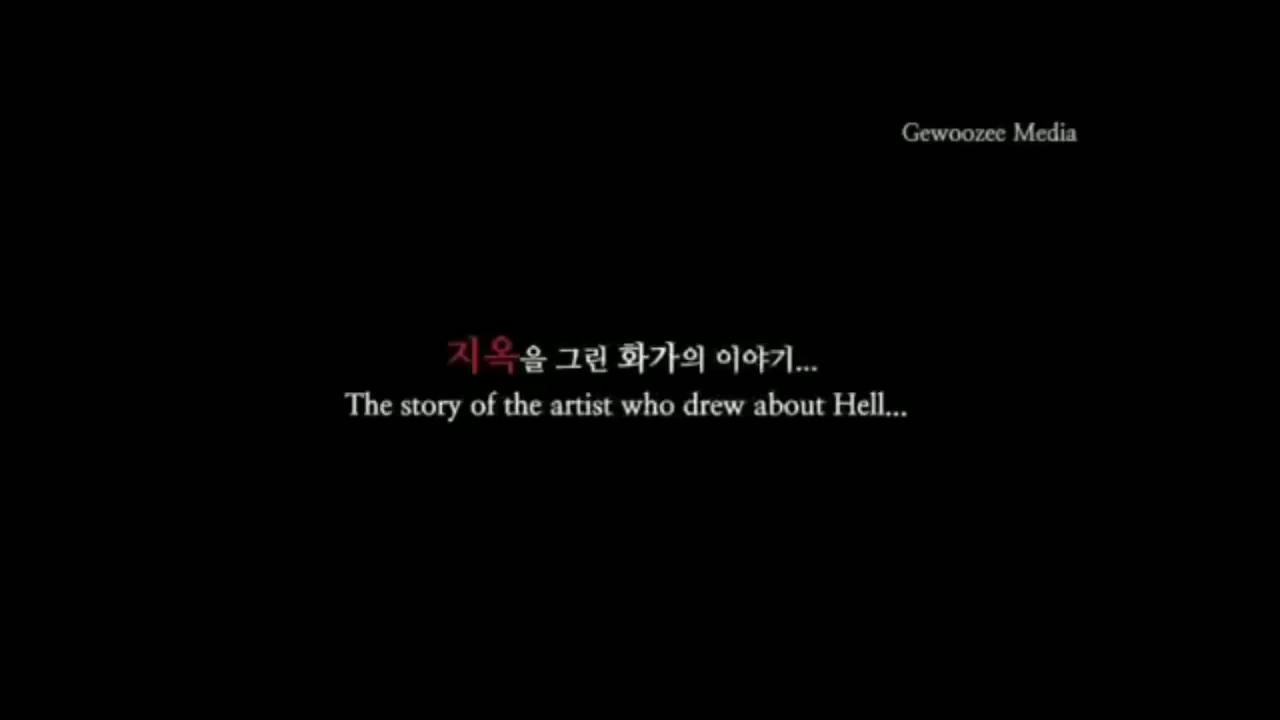 Gewoozee Media
지옥을 그린 화가의 이야기...
The story of the artist who drew about Hell...